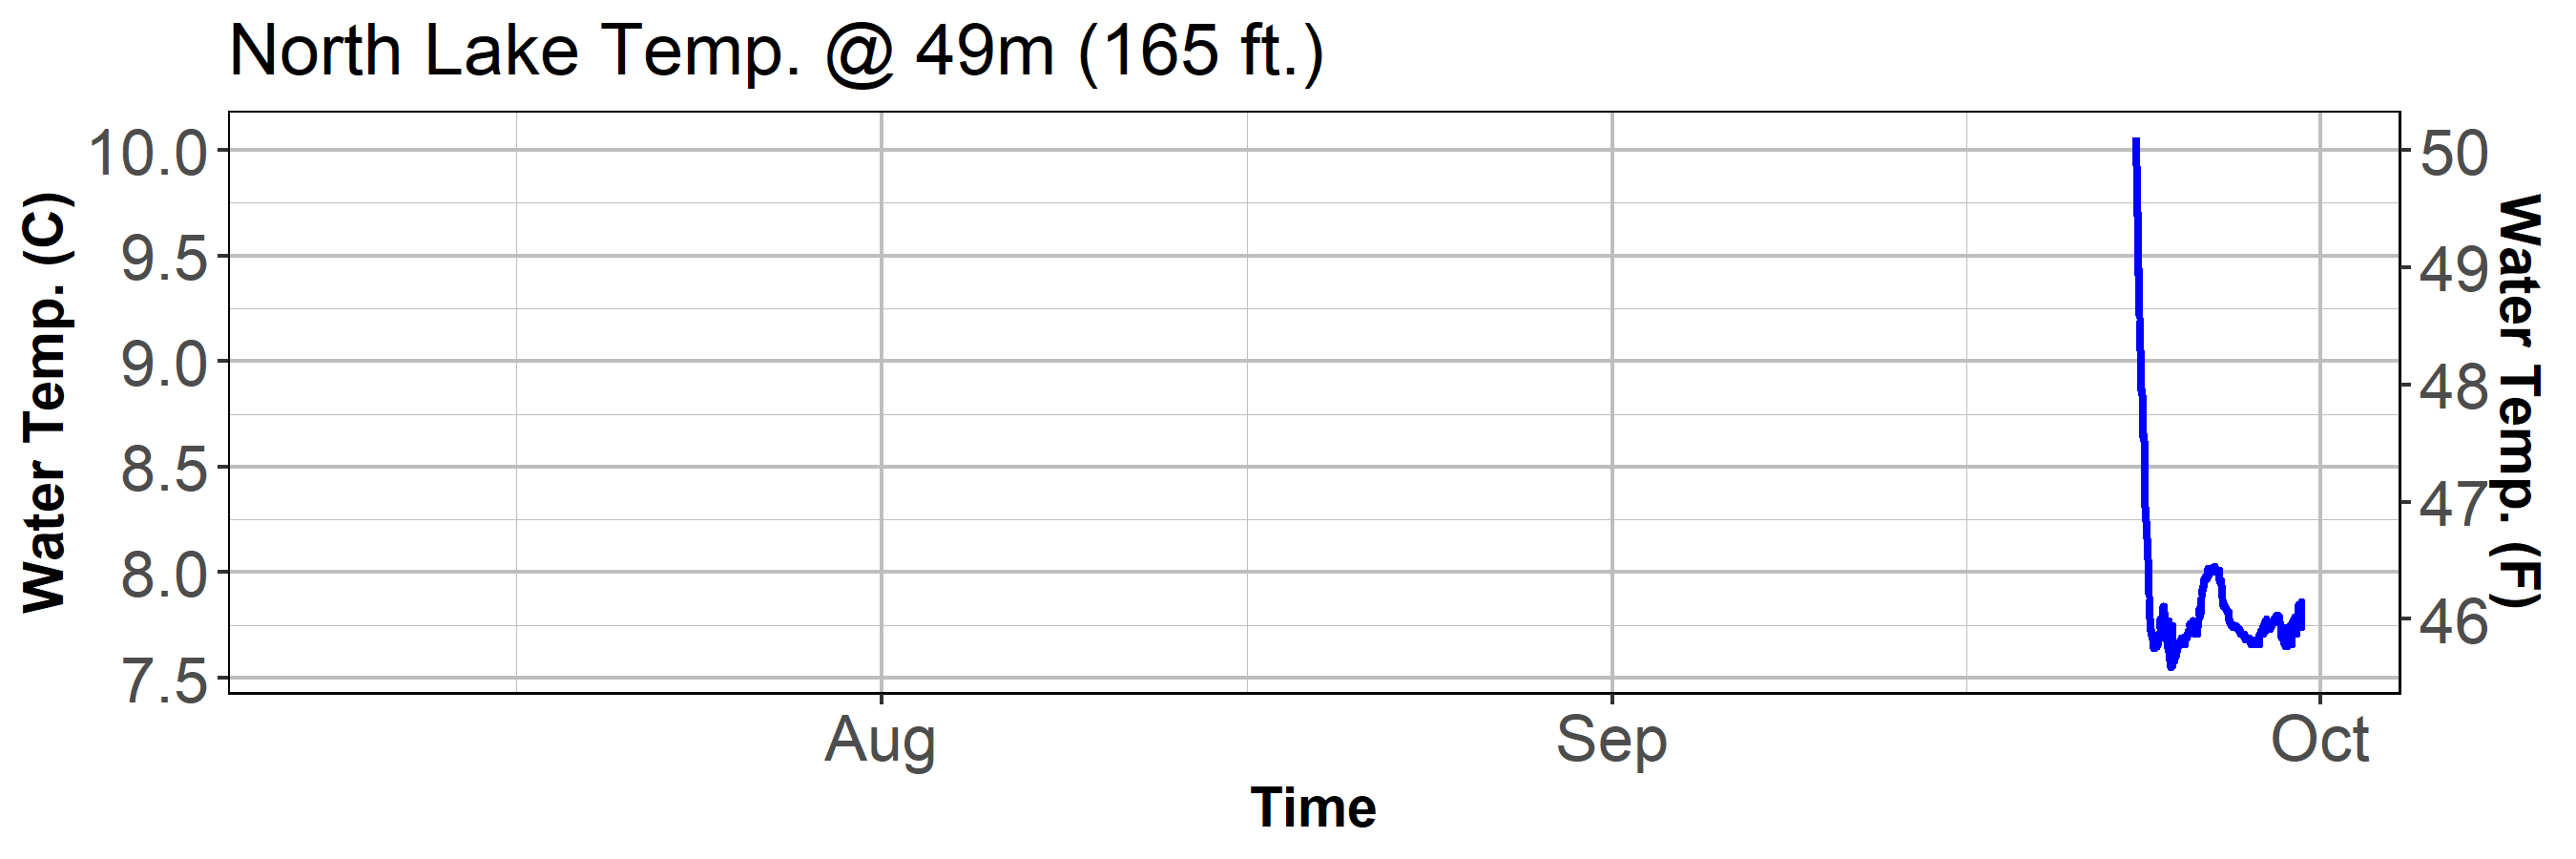 North Lake Temp. @ 49m (165 ft.)
Water Temp. (C)
10.0
9.5
9.0
8.5
8.0
7.5
50
49
48
47
46
Water Temp. (F)
Aug
Sep
Oct
Time